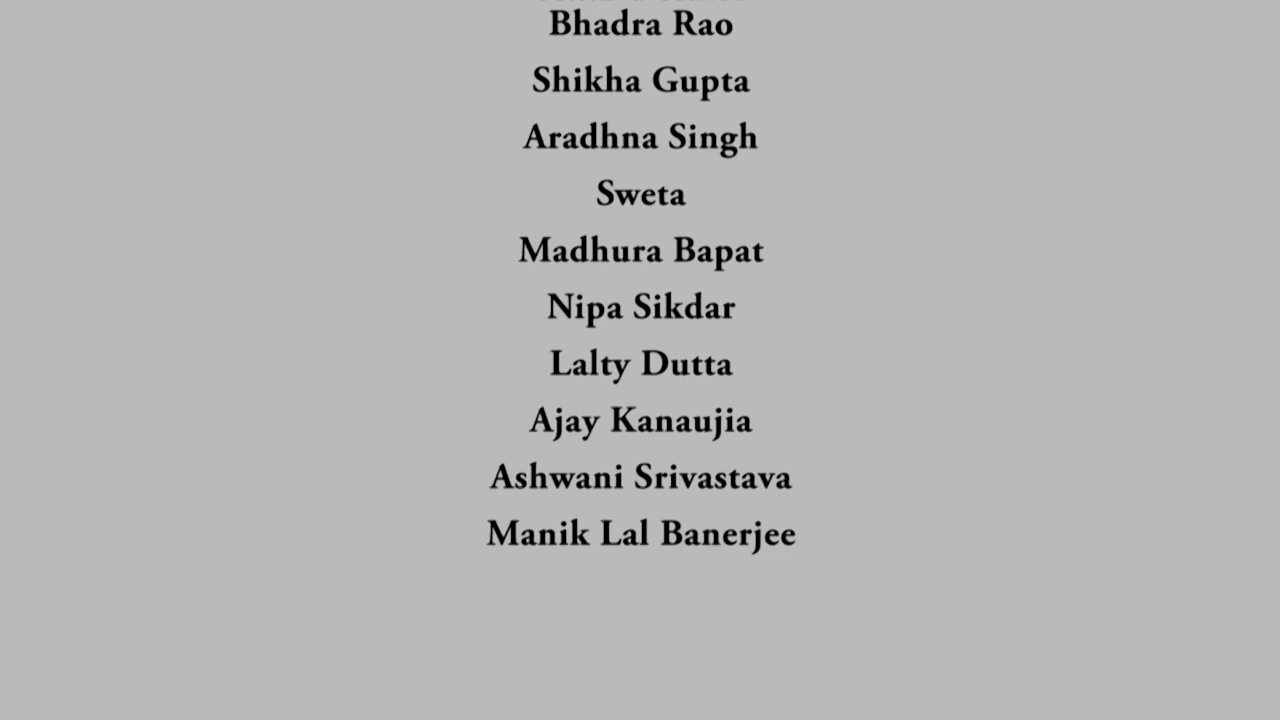 Bhadra Rao
Shikha Gupta
Aradhna Singh
Sweta
Madhura Bapat
Nipa Sikdar
Lalty Dutta
Ajay Kanaujia
Ashwani Srivastava
Manik Lal Banerjee